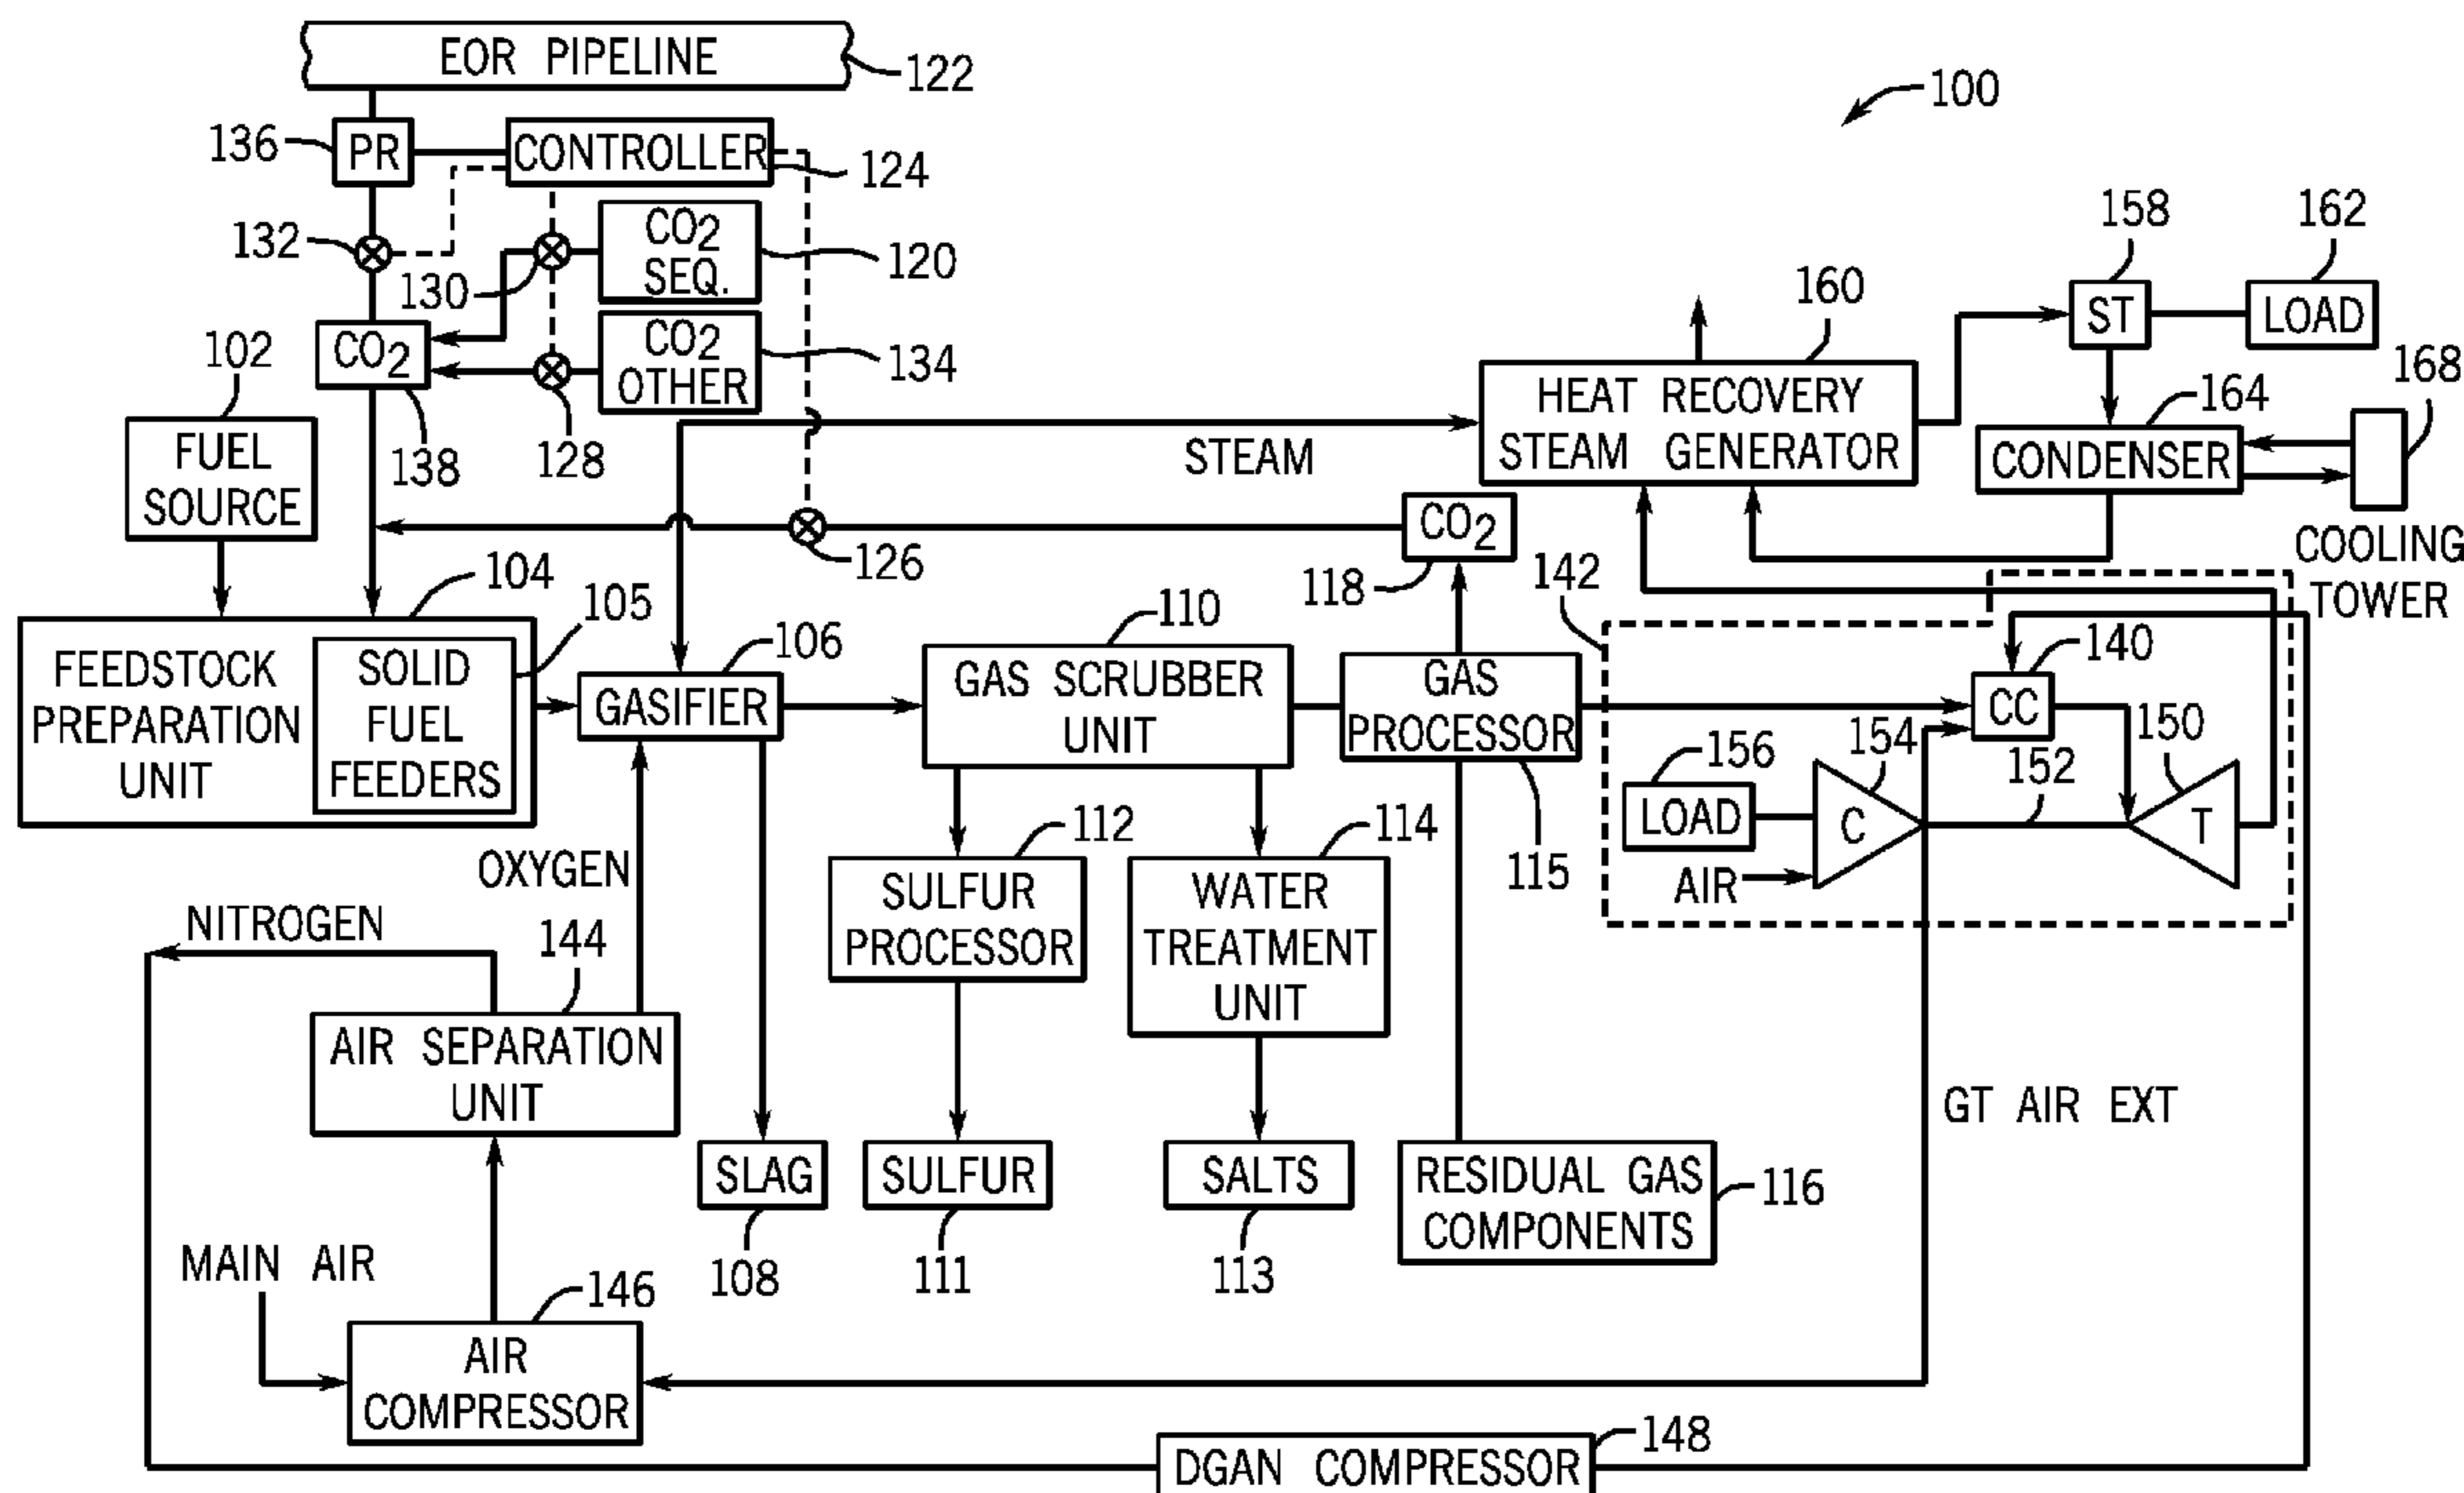 EOR PIPELINE
122
100
136
PR
CONTROLLER
124
132
130
CO2
SEQ.
120
158
162
160
ST
LOAD
102
CO2
CO2
OTHER
134
HEAT RECOVERY
STEAM GENERATOR
164
168
138
128
STEAM
CONDENSER
FUEL
SOURCE
CO2
126
118
142
COOLING
TOWER
104
105
106
110
140
FEEDSTOCK
PREPARATION
UNIT
SOLID
FUEL
FEEDERS
GASIFIER
GAS SCRUBBER
UNIT
GAS
PROCESSOR
CC
156
154
152
150
LOAD
C
T
112
114
115
AIR
OXYGEN
NITROGEN
144
SULFUR
PROCESSOR
WATER
TREATMENT
UNIT
AIR SEPARATION
UNIT
GT AIR EXT
SLAG
SULFUR
SALTS
RESIDUAL GAS
COMPONENTS
116
108
111
113
MAIN AIR
146
AIR
COMPRESSOR
DGAN COMPRESSOR
148